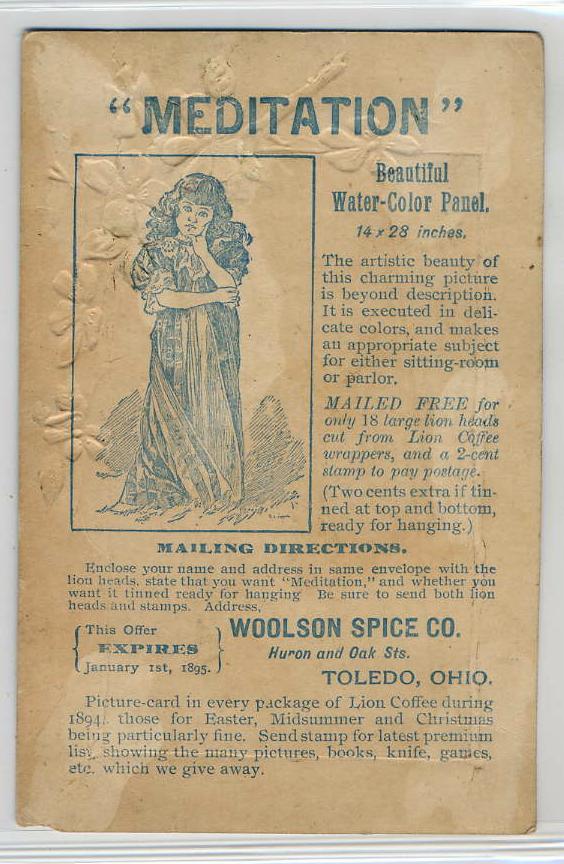 “MEDITATION”
Beautiful
Water-Color Panel.
14 x 28 inches.
The artistic beauty of
this charming picture
is beyond description.
It is executed in deli-
cate colors, and makes
an appropriate subject
for either sitting-room
or parlor.
MAILED FREE for
only 18 large lion heads
cut from Lion Coffee
wrappers, and a 2-cent
stamp to pay postage.
(Two cents extra if tin-
ned at top and bottom,
ready for hanging.)
MAILING DIRECTIONS.
Enclose your name and address in same envelope with the
lion heads, state that you want “Meditation,” and whether you
want it tinned ready for hanging Be sure to send both lion
heads and stamps. Address,
This Offer
EXPIRES
January 1st, 1895.
WOOLSON SPICE CO.
Huron and Oak Sts.
TOLEDO, OHIO.
Picture-card in every package of Lion Coffee during
1894, those for Easter, Midsummer and Christmas
being particularly fine. Send stamp for latest premium
list, showing the many pictures, books, knife, games,
etc. which we give away.